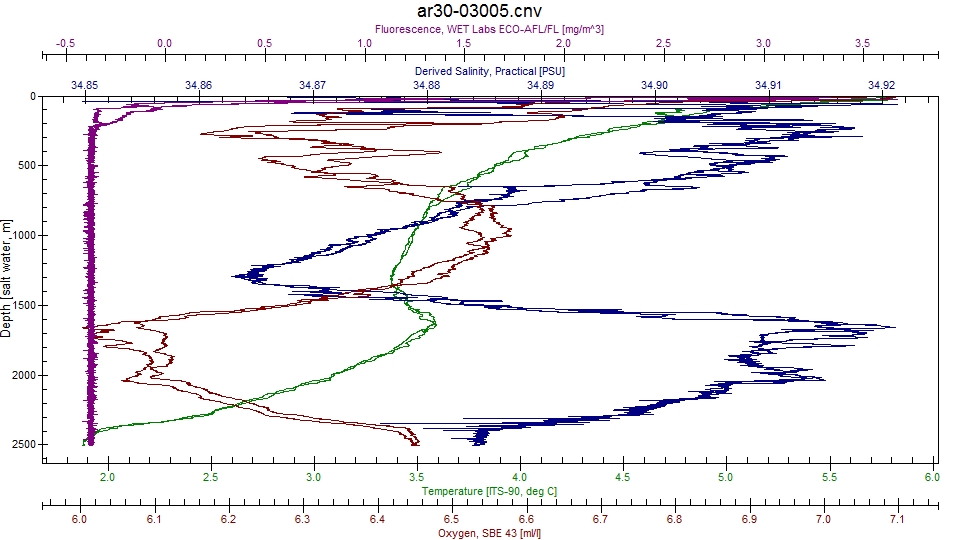 ar30-03005.cnv
Fluorescence, WET Labs ECO-AFL/FL [mg/m^3]
-0.5 0.0 0.5 1.0 1.5 2.0 2.5 3.0 3.5
Derived Salinity, Practical [PSU]
34.85 34.86 34.87 34.88 34.89 34.90 34.91 34.92
0
500
1000
1500
2000
2500
Depth [salt water, m]
2.0 2.5 3.0 3.5 4.0 4.5 5.0 5.5 6.0
Temperature [ITS-90, deg C]
6.0 6.1 6.2 6.3 6.4 6.5 6.6 6.7 6.8 6.9 7.0 7.1
Oxygen, SBE 43 [ml/l]